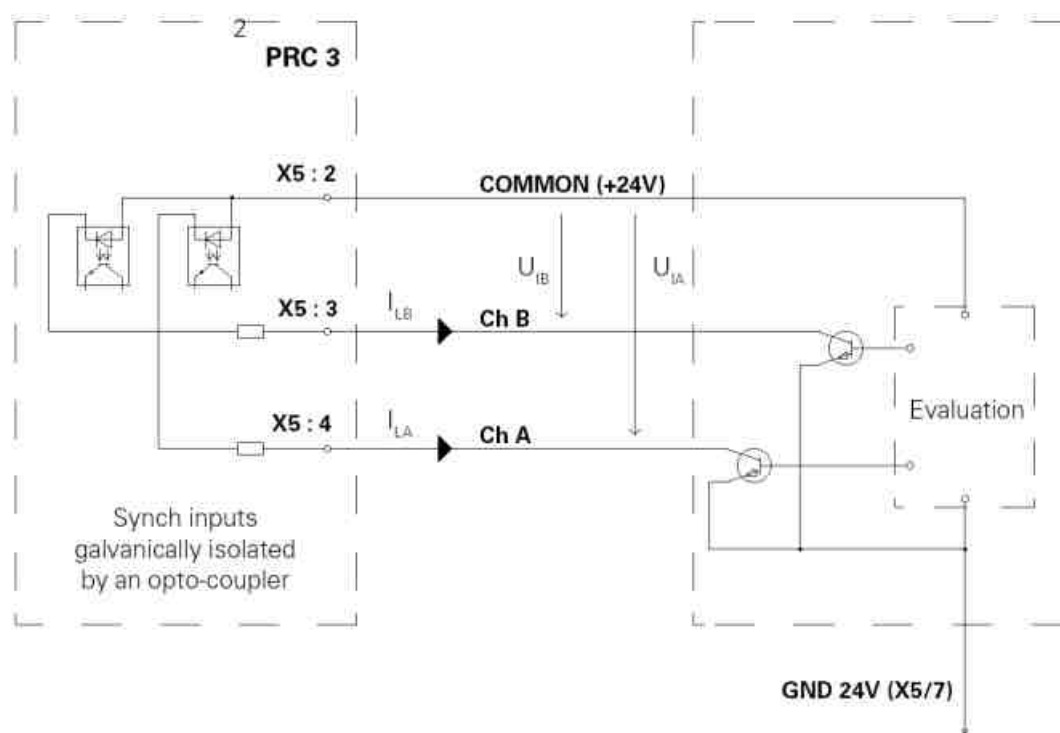 2
PRC 3
X5 : 2
COMMON (+24V)
U_IB
U_IA
X5 : 3
I_LB
Ch B
Evaluation
X5 : 4
I_LA
Ch A
Synch inputs
galvanically isolated
by an opto-coupler
GND 24V (X5/7)